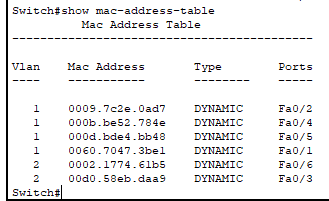 Switch#show mac-address-table
Mac Address Table
-------------------------------------------
Vlan Mac Address Type Ports
---- ----------- -------- -----
1 0009.7c2e.0ad7 DYNAMIC Fa0/2
1 000b.be52.784e DYNAMIC Fa0/4
1 000d.bde4.bb48 DYNAMIC Fa0/5
1 0060.7047.3be1 DYNAMIC Fa0/1
2 0002.1774.61b5 DYNAMIC Fa0/6
2 00d0.58eb.daa9 DYNAMIC Fa0/3
Switch#